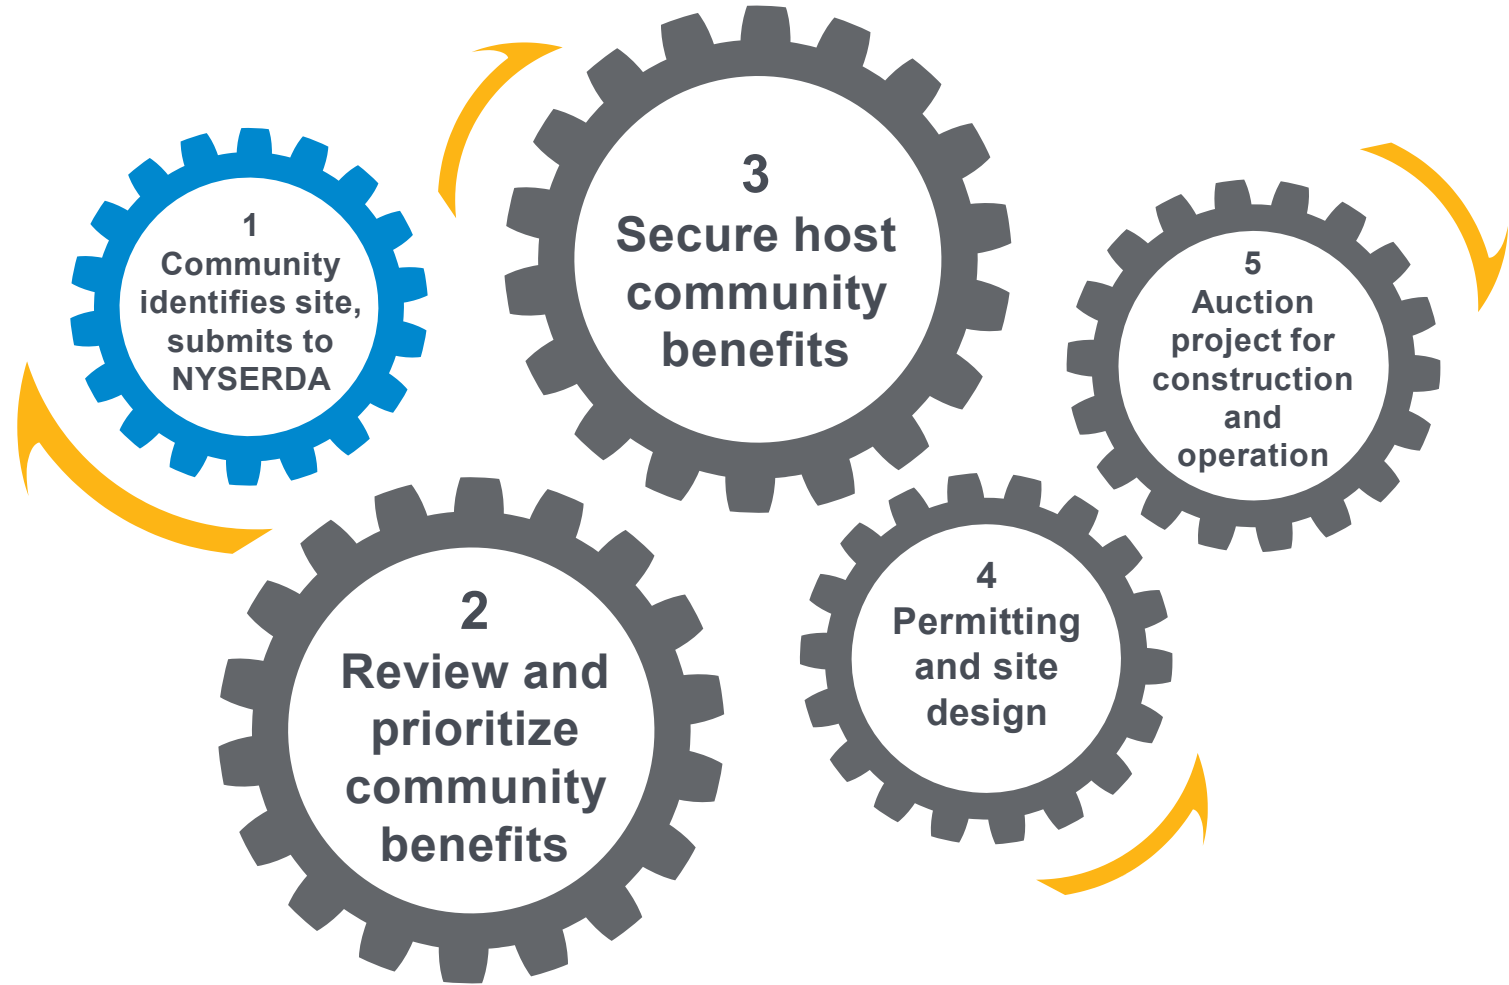 1
Community
identifies site,
submits to
NYSERDA
2
Review and
prioritize
community
benefits
3
Secure host
community
benefits
4
Permitting
and site
design
5
Auction
project for
construction
and
operation